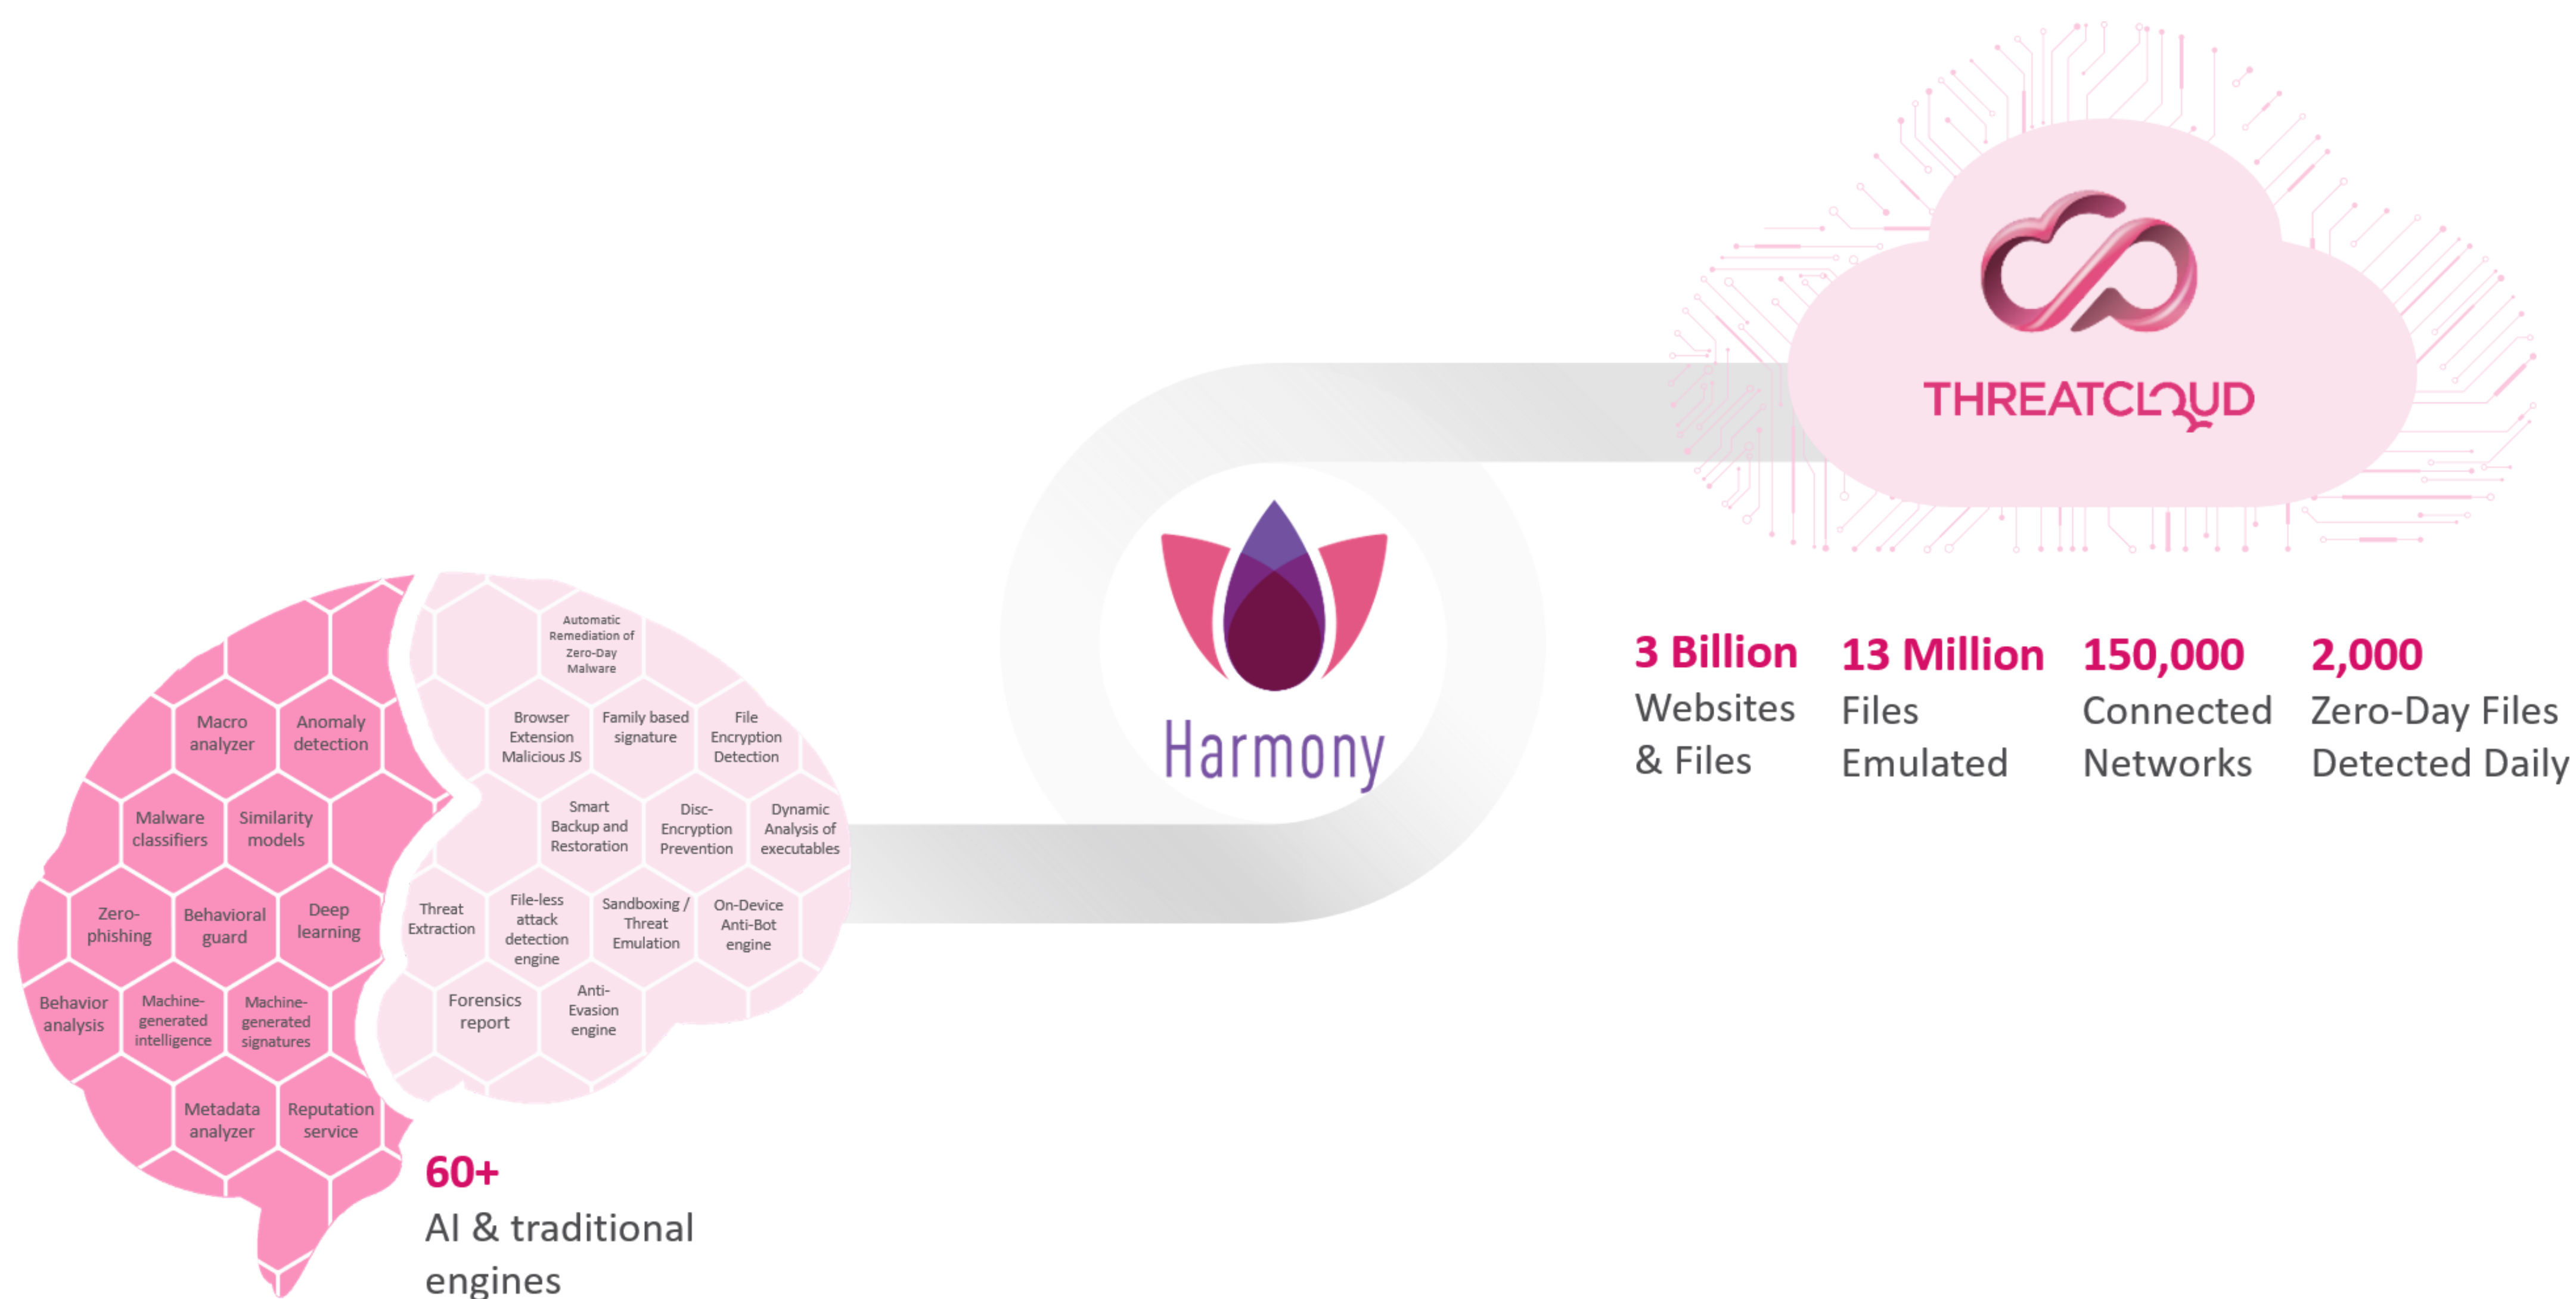 THREATCLOUD
Harmony
3 Billion
Websites
& Files
13 Million
Files
Emulated
150,000
Connected
Networks
2,000
Zero-Day Files
Detected Daily
Macro
analyzer
Anomaly
detection
Malware
classifiers
Similarity
models
Zero-
phishing
Behavioral
guard
Deep
learning
Behavior
analysis
Machine-
generated
intelligence
Machine-
generated
signatures
Metadata
analyzer
Reputation
service
Automatic
Remediation of
Zero-Day
Malware
Browser
Extension
Malicious JS
Family based
signature
File
Encryption
Detection
Smart
Backup and
Restoration
Disc-
Encryption
Prevention
Dynamic
Analysis of
executables
Threat
Extraction
File-less
attack
detection
engine
Sandboxing /
Threat
Emulation
On-Device
Anti-Bot
engine
Forensics
report
Anti-
Evasion
engine
60+
AI & traditional
engines